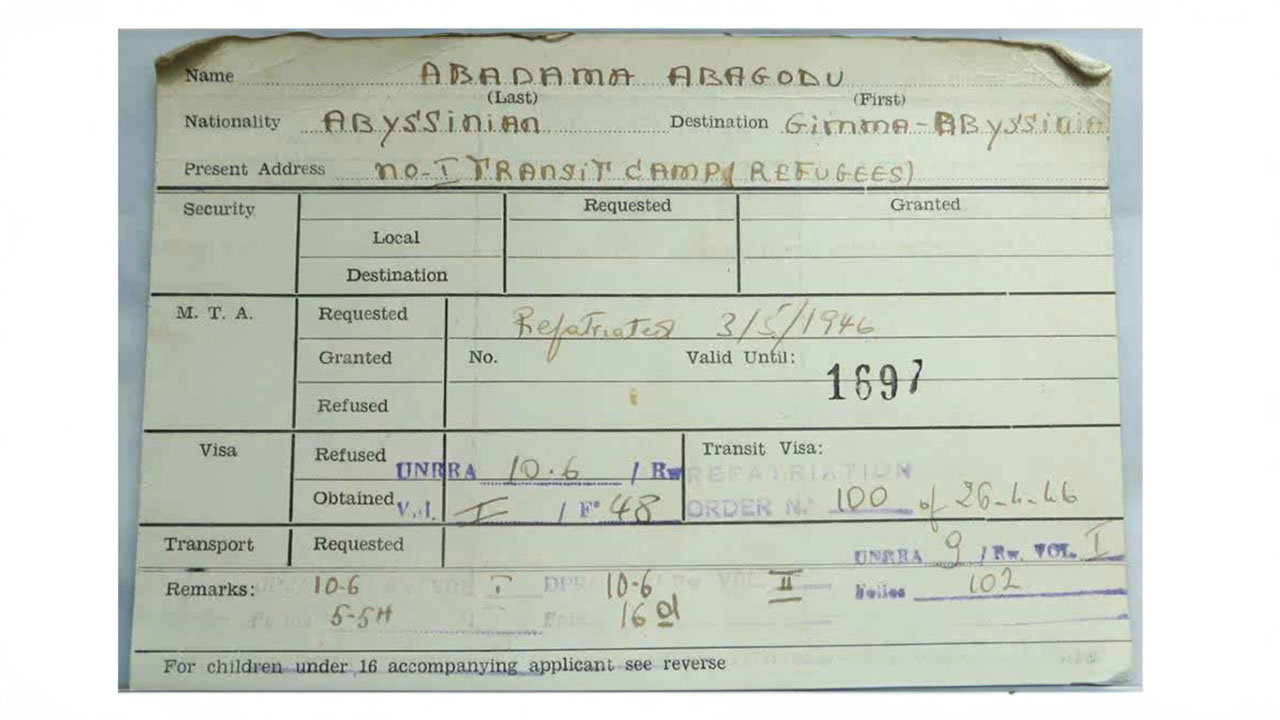 Name ABADAMA ABAGODU
(Last) (First)
Nationality ABYSSINIAN Destination GIMMA-ABYSSINIA
Present Address NO-I TRANSIT CAMP (REFUGEES)
Security Requested Granted
Local
Destination
M. T. A. Requested Repatriated 3/5/1946
Granted No. Valid Until:
1697
Refused
Visa Refused Transit Visa:
UNRRA 10.6 / Rw REPATRIATION
Obtained Vol. I / F° 48 ORDER N.° 100 of 26-4-46
Transport Requested UNRRA 9 / Rw. VOL. I
Remarks: 10-6 I 10-6 II Folios 102
5-5H 16
For children under 16 accompanying applicant see reverse